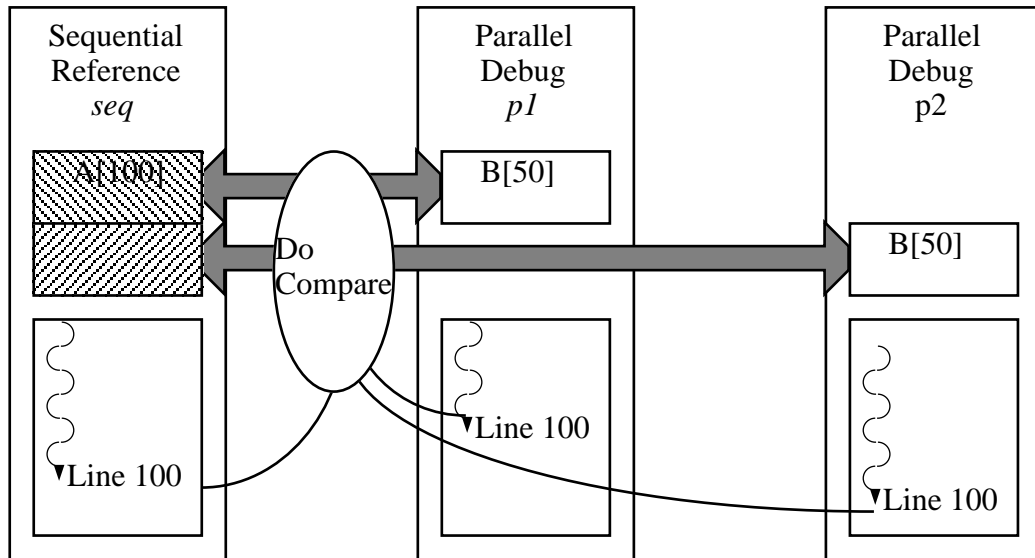 Sequential
Reference
seq
Parallel
Debug
p1
Parallel
Debug
p2
A[100]
B[50]
B[50]
Do
Compare
Line 100
Line 100
Line 100